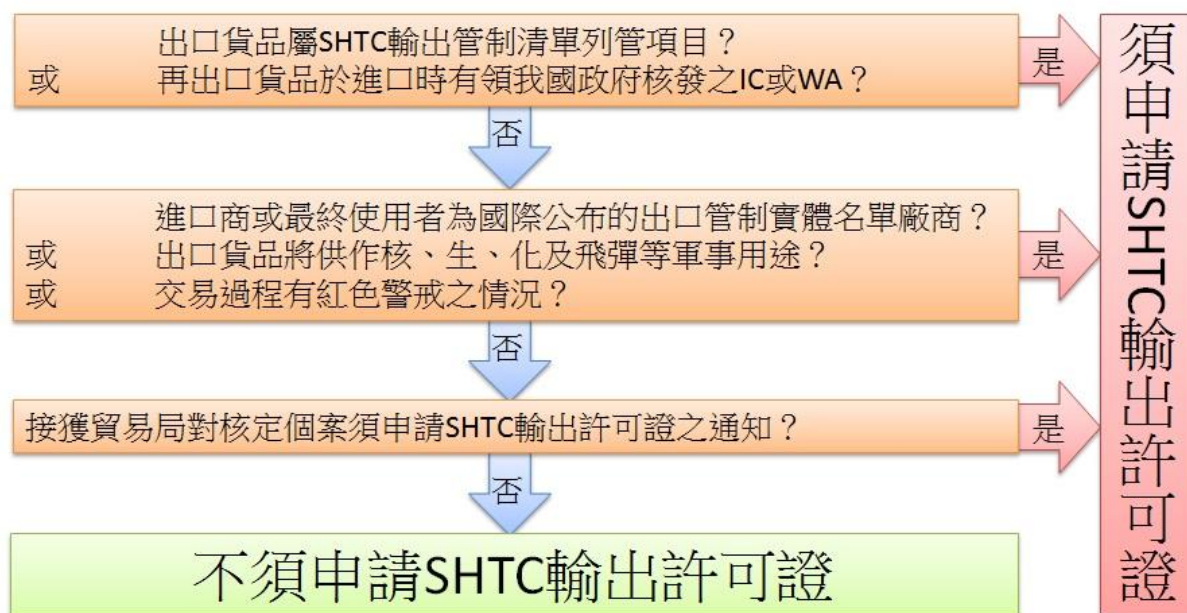 出口貨品屬SHTC輸出管制清單列管項目？
或 再出口貨品於進口時有領我國政府核發之IC或WA？
是
否
進口商或最終使用者為國際公布的出口管制實體名單廠商？
或 出口貨品將供作核、生、化及飛彈等軍事用途？
或 交易過程有紅色警戒之情況？
是
否
接獲貿易局對核定個案須申請SHTC輸出許可證之通知？
是
否
不須申請SHTC輸出許可證
須申請SHTC輸出許可證